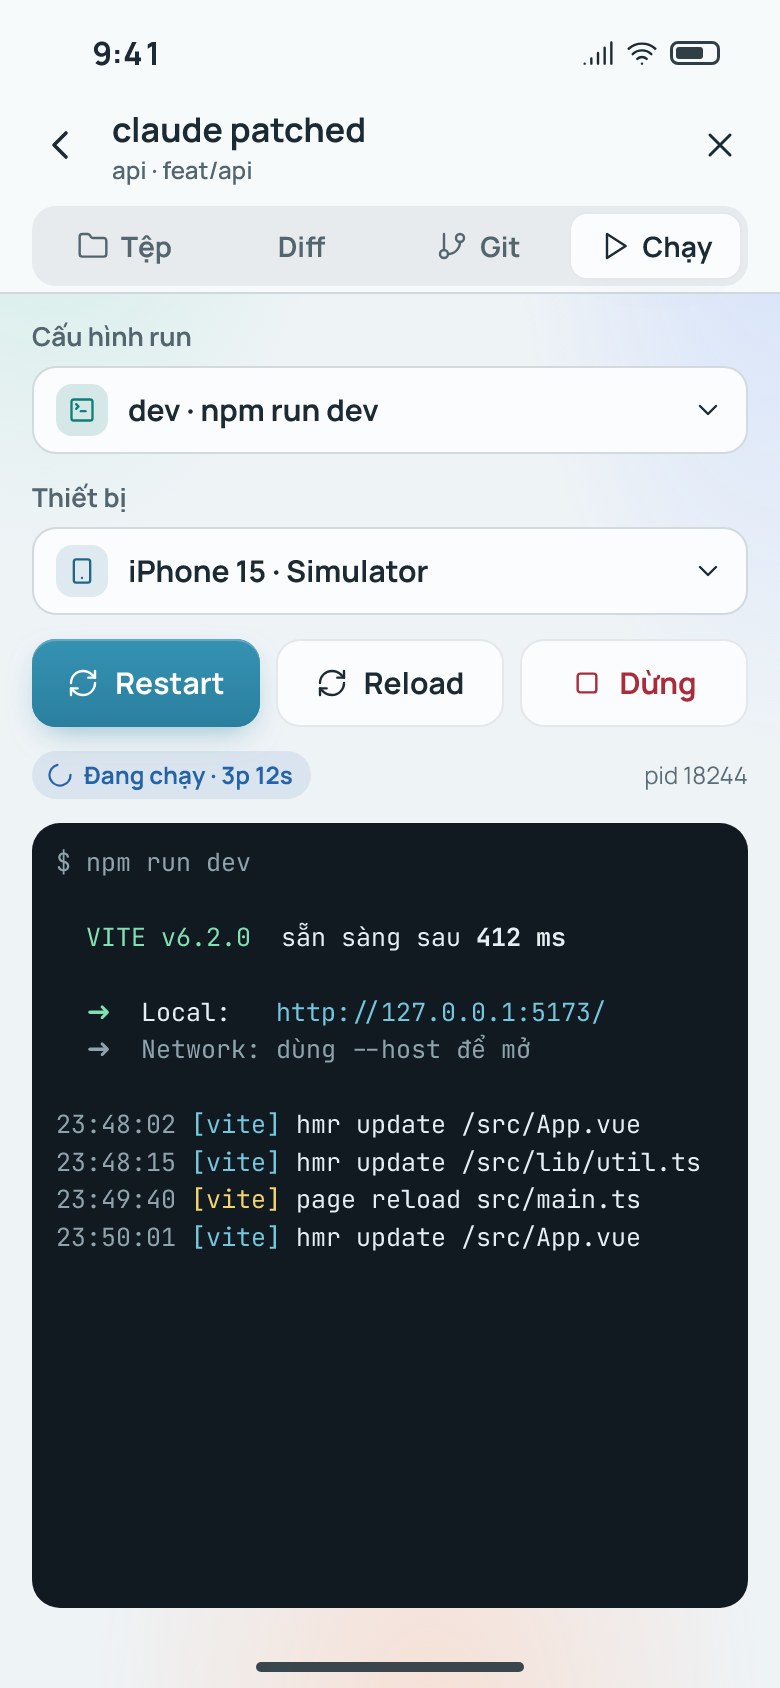 9:41
claude patched
api · feat/api
Tệp Diff Git Chạy
Cấu hình run
dev · npm run dev
Thiết bị
iPhone 15 · Simulator
Restart Reload Dừng
Đang chạy · 3p 12s pid 18244
$ npm run dev
VITE v6.2.0 sẵn sàng sau 412 ms
➜ Local: http://127.0.0.1:5173/
➜ Network: dùng --host để mở
23:48:02 [vite] hmr update /src/App.vue
23:48:15 [vite] hmr update /src/lib/util.ts
23:49:40 [vite] page reload src/main.ts
23:50:01 [vite] hmr update /src/App.vue